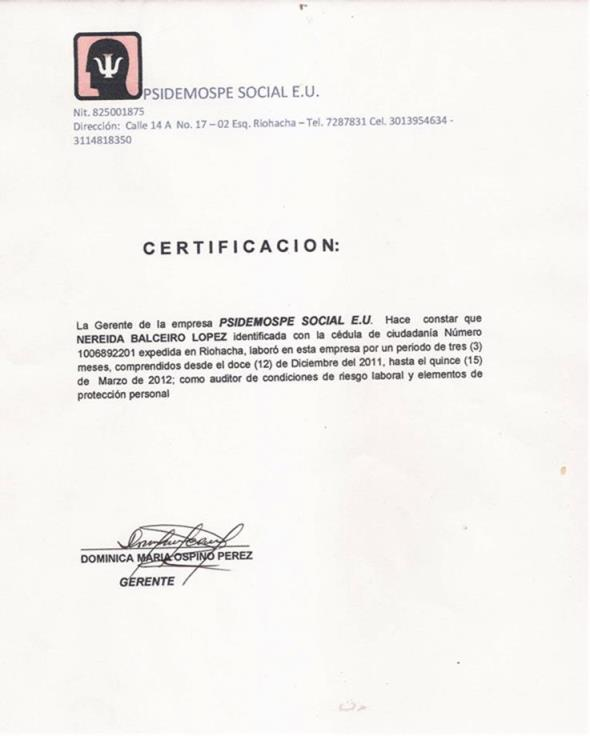 Ψ
PSIDEMOSPE SOCIAL E.U.
Nit. 825001875
Dirección: Calle 14 A No. 17 – 02 Esq. Riohacha – Tel. 7287831 Cel. 3013954634 -
3114818350
CERTIFICACION:
La Gerente de la empresa PSIDEMOSPE SOCIAL E.U. Hace constar que
NEREIDA BALCEIRO LOPEZ identificada con la cédula de ciudadanía Número
1006892201 expedida en Riohacha, laboró en esta empresa por un periodo de tres (3)
meses, comprendidos desde el doce (12) de Diciembre del 2011, hasta el quince (15)
de Marzo de 2012; como auditor de condiciones de riesgo laboral y elementos de
protección personal
DOMINICA MARIA OSPINO PEREZ
GERENTE